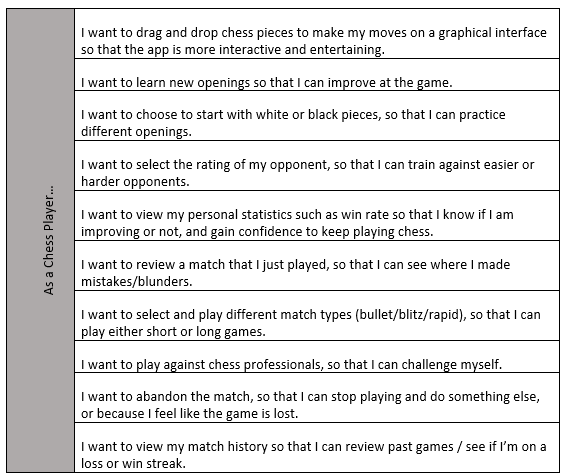 As a Chess Player...
I want to drag and drop chess pieces to make my moves on a graphical interface
so that the app is more interactive and entertaining.
I want to learn new openings so that I can improve at the game.
I want to choose to start with white or black pieces, so that I can practice
different openings.
I want to select the rating of my opponent, so that I can train against easier or
harder opponents.
I want to view my personal statistics such as win rate so that I know if I am
improving or not, and gain confidence to keep playing chess.
I want to review a match that I just played, so that I can see where I made
mistakes/blunders.
I want to select and play different match types (bullet/blitz/rapid), so that I can
play either short or long games.
I want to play against chess professionals, so that I can challenge myself.
I want to abandon the match, so that I can stop playing and do something else,
or because I feel like the game is lost.
I want to view my match history so that I can review past games / see if I'm on a
loss or win streak.